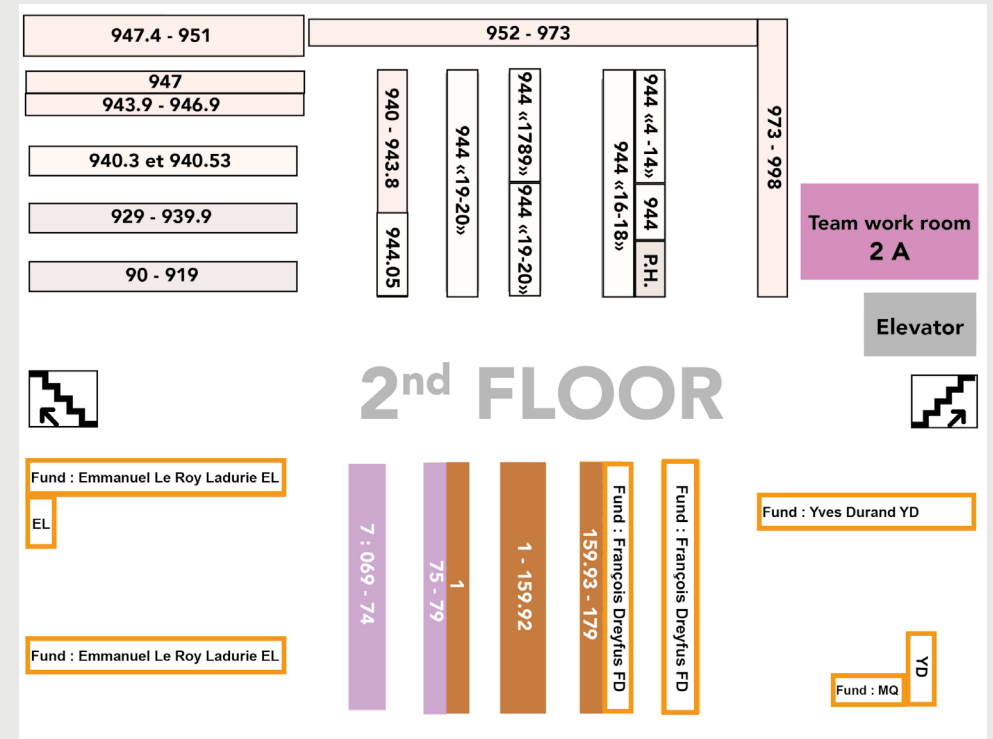 947.4 - 951
952 - 973
947
943.9 - 946.9
940.3 et 940.53
929 - 939.9
90 - 919
940 - 943.8
944.05
944 «19-20»
944 «1789»
944 «19-20»
944 «16-18»
944 «4 -14»
944
P.H.
973 - 998
Team work room
2 A
Elevator
2nd FLOOR
Fund : Emmanuel Le Roy Ladurie EL
EL
Fund : Emmanuel Le Roy Ladurie EL
7 : 069 - 74
75 - 79
1
1 - 159.92
159.93 - 179
Fund : François Dreyfus FD
Fund : François Dreyfus FD
Fund : Yves Durand YD
YD
Fund : MQ